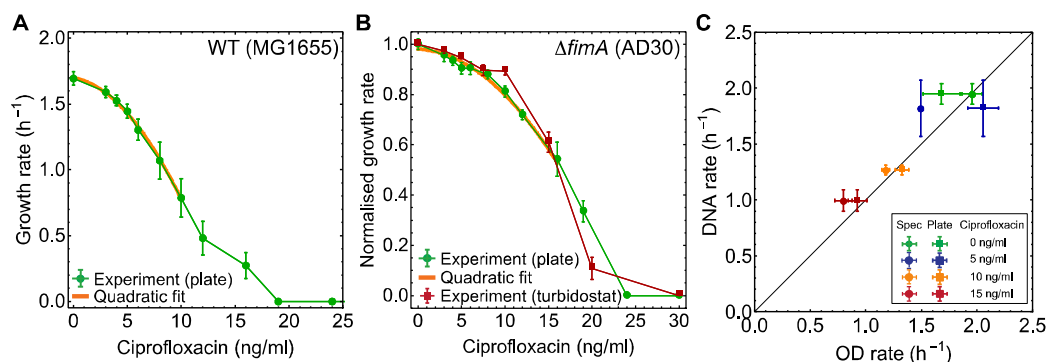 A
WT (MG1655)
Growth rate (h⁻¹)
2.0
1.5
1.0
0.5
0.0
Experiment (plate)
Quadratic fit
0 5 10 15 20 25
Ciprofloxacin (ng/ml)
B
ΔfimA (AD30)
Normalised growth rate
1.0
0.8
0.6
0.4
0.2
0.0
Experiment (plate)
Quadratic fit
Experiment (turbidostat)
0 5 10 15 20 25 30
Ciprofloxacin (ng/ml)
C
DNA rate (h⁻¹)
2.5
2.0
1.5
1.0
0.5
0.0
Spec Plate Ciprofloxacin
0 ng/ml
5 ng/ml
10 ng/ml
15 ng/ml
0.0 0.5 1.0 1.5 2.0 2.5
OD rate (h⁻¹)